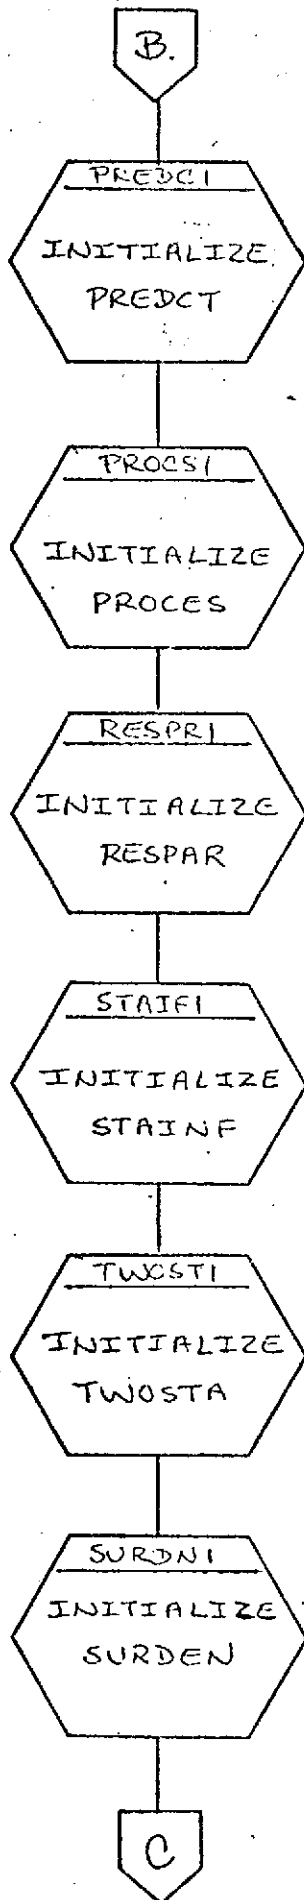 B.
PREDCI
INITIALIZE
PREDCT
PROCSI
INITIALIZE
PROCES
RESPRI
INITIALIZE
RESPAR
STAIFI
INITIALIZE
STAINF
TWOSTI
INITIALIZE
TWOSTA
SURDNI
INITIALIZE
SURDEN
C